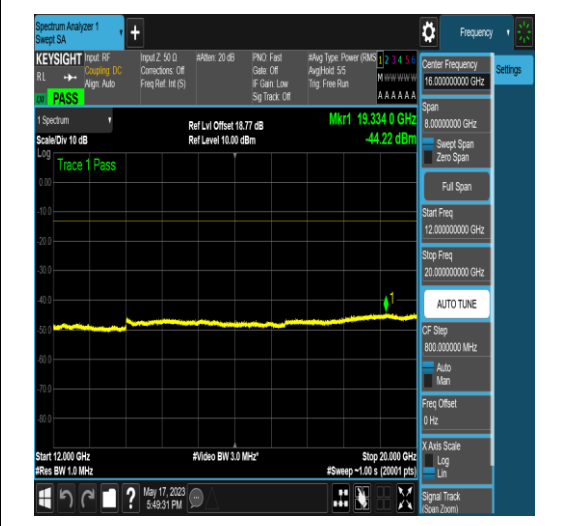 Spectrum Analyzer 1
Swept SA
+
Frequency
KEYSIGHT
RL
PASS
Input: RF
Coupling: DC
Align: Auto
Input Z: 50 Ω
Corrections: Off
Freq Ref: Int (S)
#Atten: 20 dB
PNO: Fast
Gate: Off
IF Gain: Low
Sig Track: Off
#Avg Type: Power (RMS
Avg|Hold: 5/5
Trig: Free Run
1 2 3 4 5 6
M W W W W W
A A A A A A
Center Frequency
16.000000000 GHz
Settings
Span
8.00000000 GHz
Swept Span
Zero Span
Full Span
Start Freq
12.000000000 GHz
Stop Freq
20.000000000 GHz
AUTO TUNE
CF Step
800.000000 MHz
Auto
Man
Freq Offset
0 Hz
X Axis Scale
Log
Lin
Signal Track
(Span Zoom)
1 Spectrum
Scale/Div 10 dB
Ref Lvl Offset 18.77 dB
Ref Level 10.00 dBm
Mkr1 19.334 0 GHz
-44.22 dBm
Log
Trace 1 Pass
0.00
-10.0
-20.0
-30.0
-40.0
-50.0
-60.0
-70.0
-80.0
1
Start 12.000 GHz
#Res BW 1.0 MHz
#Video BW 3.0 MHz*
Stop 20.000 GHz
#Sweep ~1.00 s (20001 pts)
?
May 17, 2023
5:49:31 PM